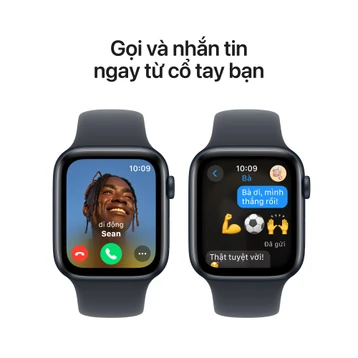 Gọi và nhắn tin
ngay từ cổ tay bạn
10:09
di động
Sean
10:09
Bà
Bà ơi, mình
thắng rồi!
Đã gửi
Thật tuyệt vời!